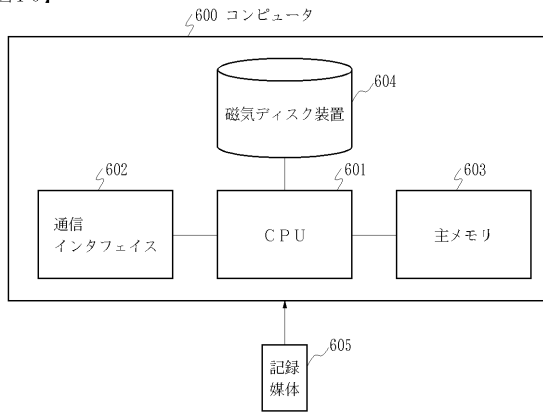 600 コンピュータ
磁気ディスク装置
604
602
601
603
通信
インタフェイス
CPU
主メモリ
605
記録
媒体